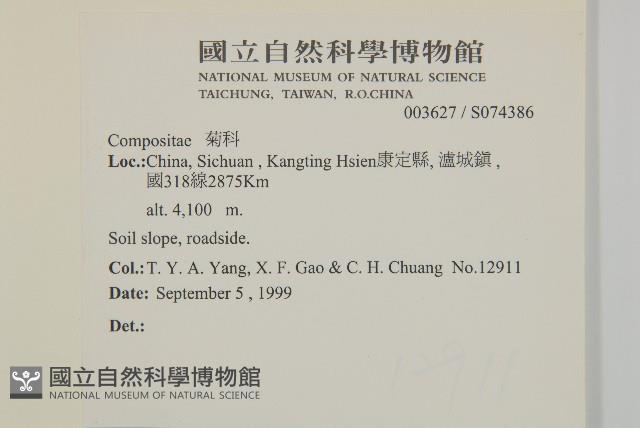 國立自然科學博物館
NATIONAL MUSEUM OF NATURAL SCIENCE
TAICHUNG, TAIWAN, R.O.CHINA
003627 / S074386
Compositae 菊科
Loc.:China, Sichuan , Kangting Hsien康定縣, 瀘城鎮 ,
國318線2875Km
alt. 4,100 m.
Soil slope, roadside.
Col.: T. Y. A. Yang, X. F. Gao & C. H. Chuang No.12911
Date: September 5 , 1999
Det.:
12911
國立自然科學博物館
NATIONAL MUSEUM OF NATURAL SCIENCE